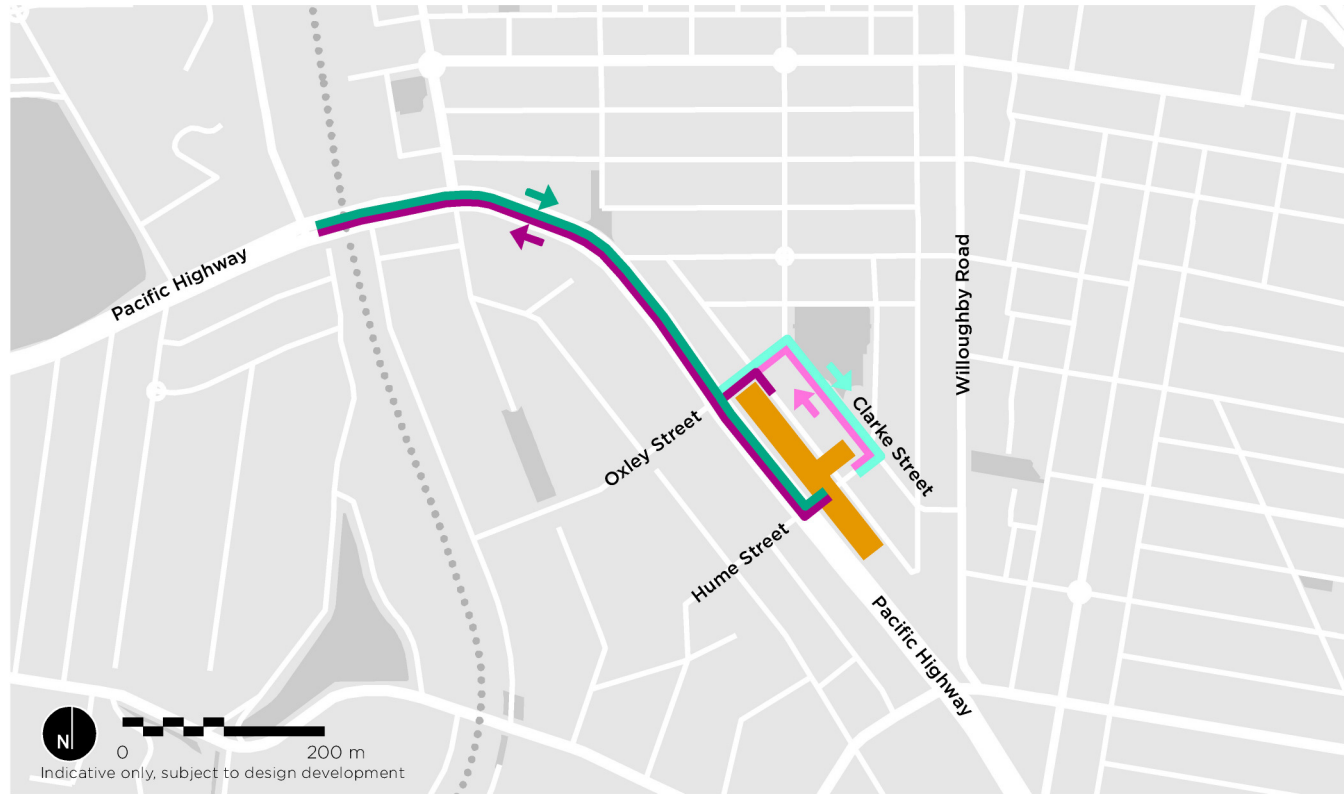 Pacific Highway
Willoughby Road
Oxley Street
Clarke Street
Hume Street
Pacific Highway
N
0 200 m
Indicative only, subject to design development